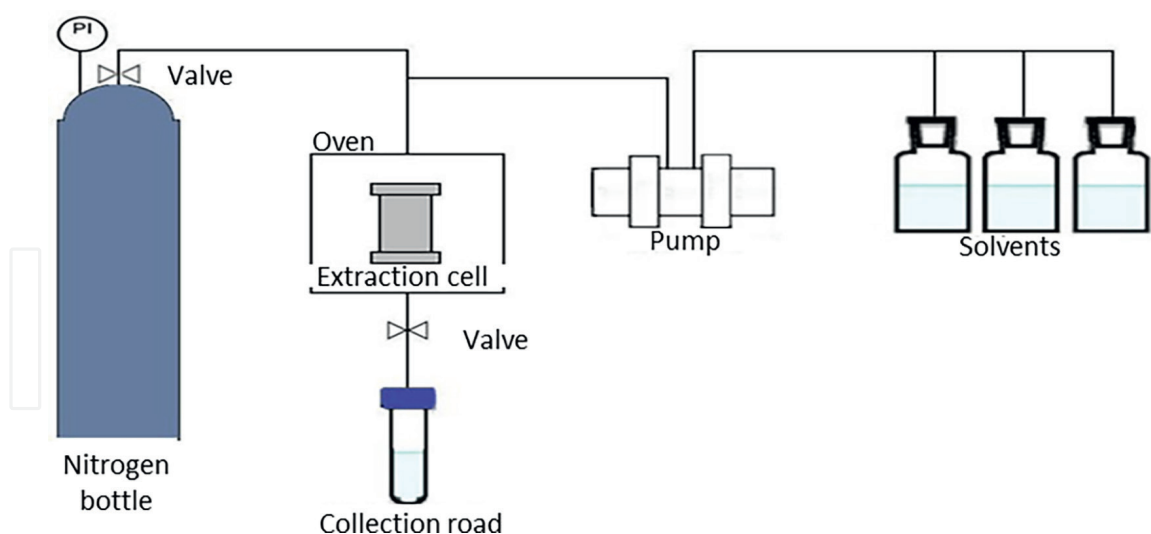 PI
Valve
Oven
Extraction cell
Pump
Solvents
Valve
Nitrogen
bottle
Collection road